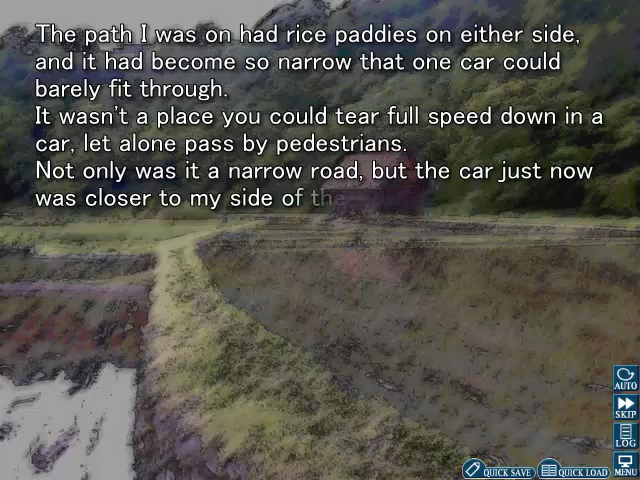 The path I was on had rice paddies on either side,
and it had become so narrow that one car could
barely fit through.
It wasn't a place you could tear full speed down in a
car, let alone pass by pedestrians.
Not only was it a narrow road, but the car just now
was closer to my side of tha
AUTO
SKIP
LOG
MENU
QUICK SAVE
QUICK LOAD